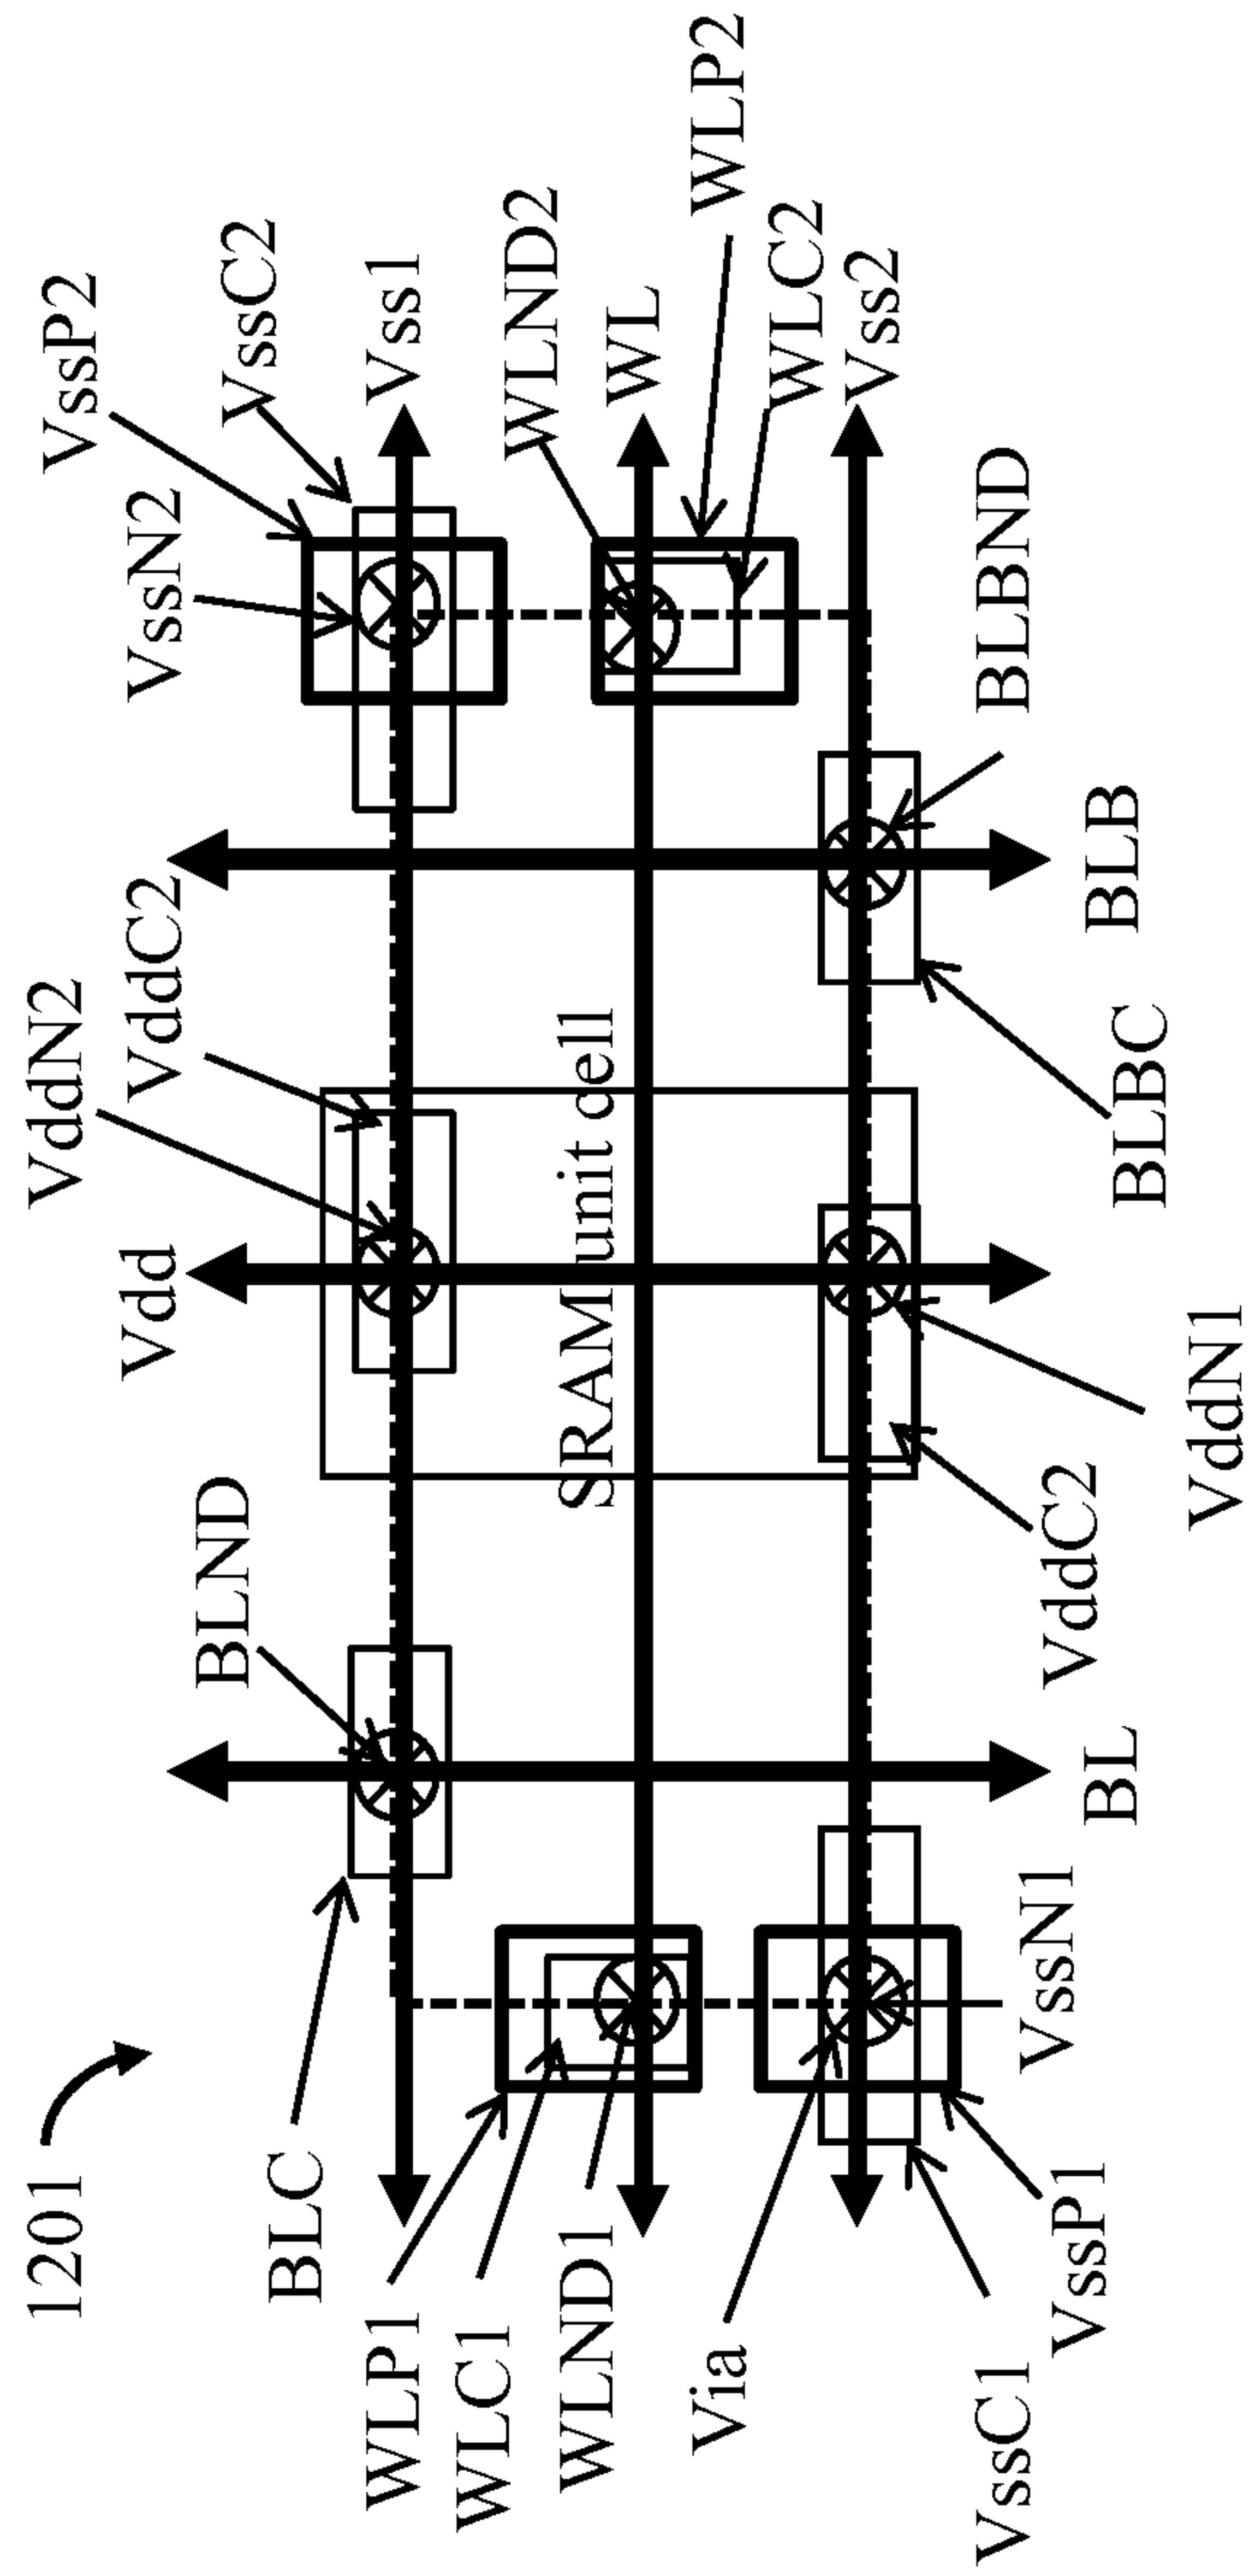 1201
VssP2
VssC2
VssN2
Vss1
VddN2
VddC2
Vdd
BLND
BLC
WLP1
WLC1
WLND1
Via
VssC1
VssP1
VssN1
BL
SRAM unit cell
VddC2
VddN1
BLBC
BLB
BLBND
WLND2
WL
WLP2
WLC2
Vss2